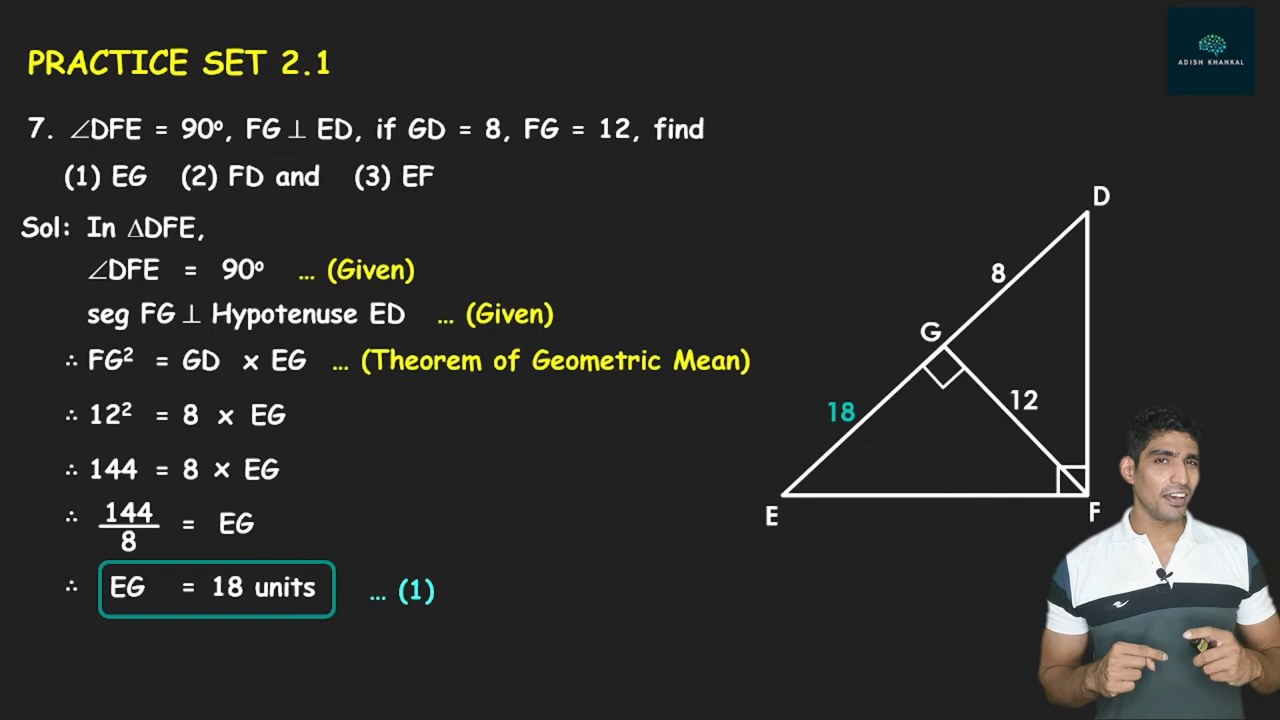 PRACTICE SET 2.1
ADISH KHANKAL
7. ∠DFE = 90°, FG ⊥ ED, if GD = 8, FG = 12, find
(1) EG (2) FD and (3) EF
Sol: In ∆DFE,
∠DFE = 90° ... (Given)
seg FG ⊥ Hypotenuse ED ... (Given)
∴ FG² = GD x EG ... (Theorem of Geometric Mean)
∴ 12² = 8 x EG
∴ 144 = 8 x EG
∴ 144/8 = EG
∴ EG = 18 units ... (1)
D
8
G
18
12
E
F